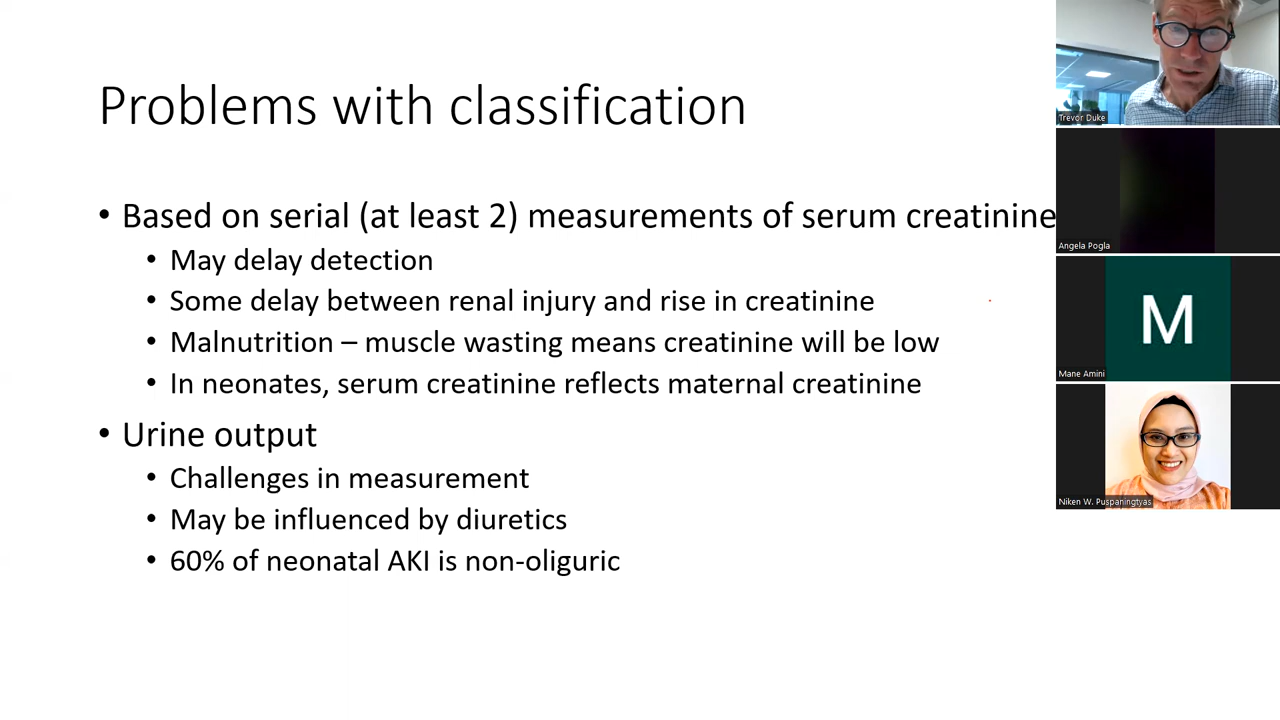 Problems with classification
• Based on serial (at least 2) measurements of serum creatinine
• May delay detection
• Some delay between renal injury and rise in creatinine
• Malnutrition – muscle wasting means creatinine will be low
• In neonates, serum creatinine reflects maternal creatinine
• Urine output
• Challenges in measurement
• May be influenced by diuretics
• 60% of neonatal AKI is non-oliguric
Trevor Duke
Angela Pogla
M
Mane Amini
Niken W. Puspaningtyas